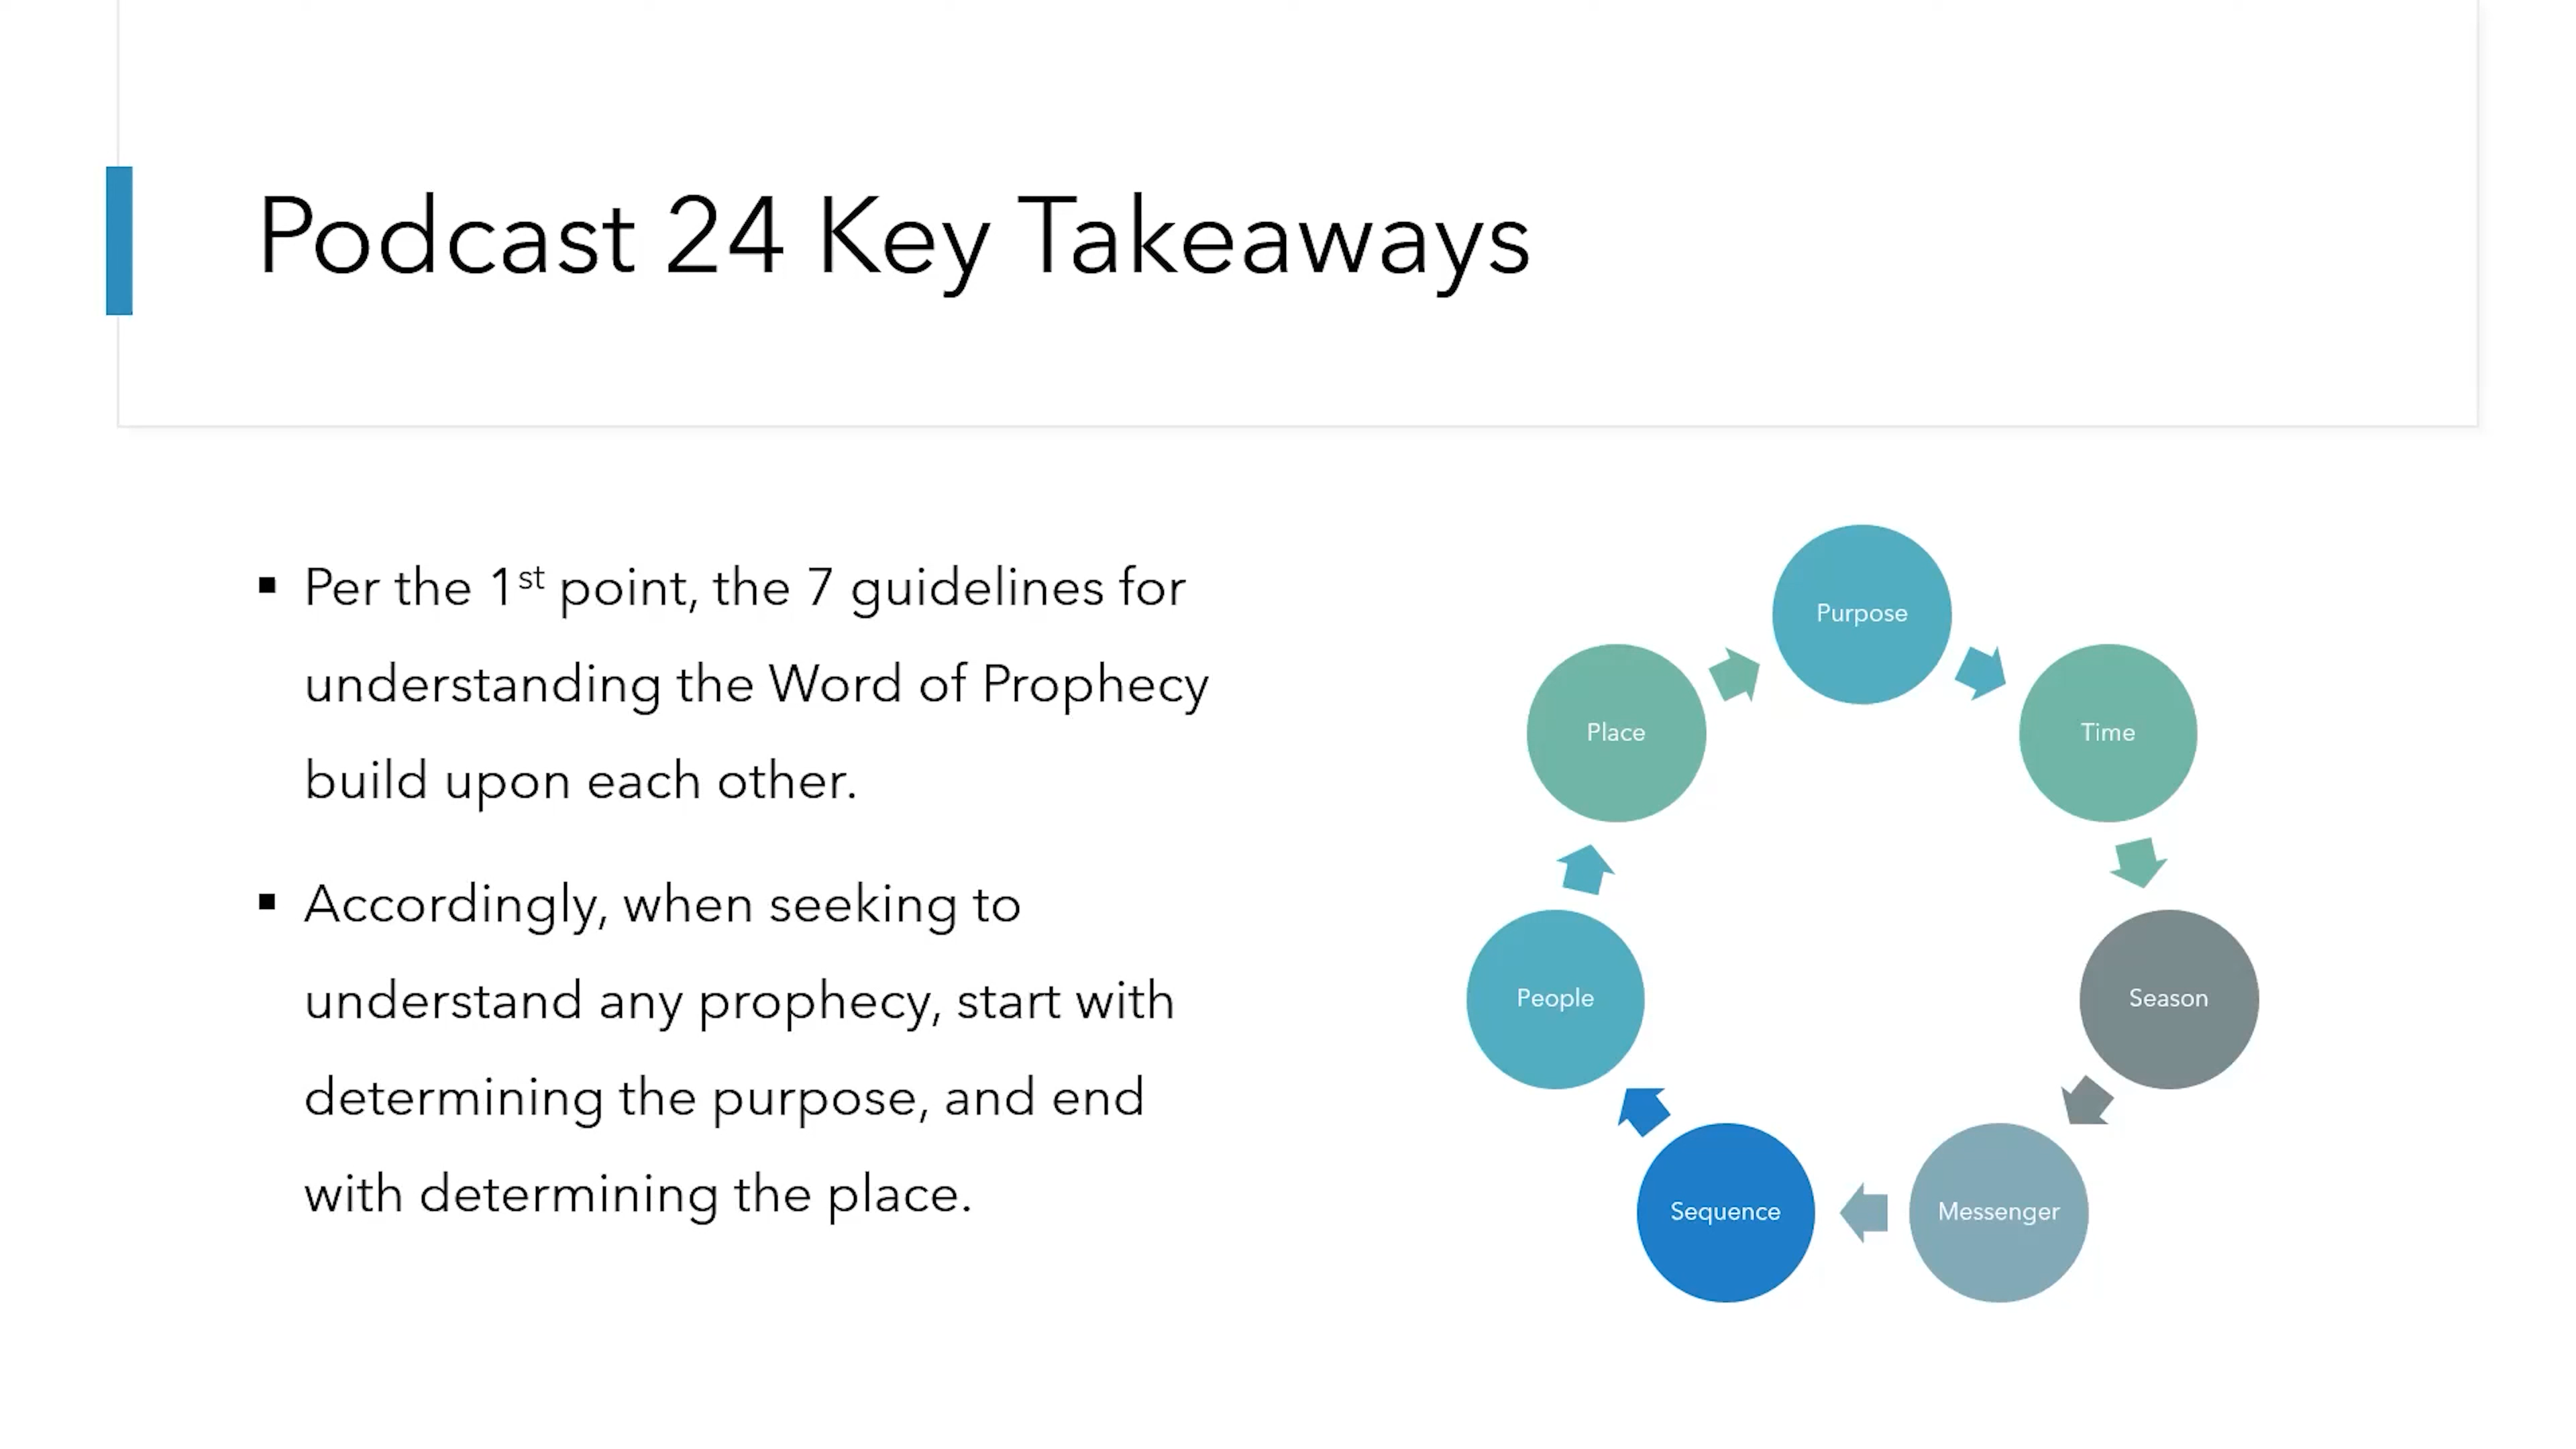 Podcast 24 Key Takeaways
▪ Per the 1st point, the 7 guidelines for
understanding the Word of Prophecy
build upon each other.
▪ Accordingly, when seeking to
understand any prophecy, start with
determining the purpose, and end
with determining the place.
Purpose
Time
Season
Messenger
Sequence
People
Place